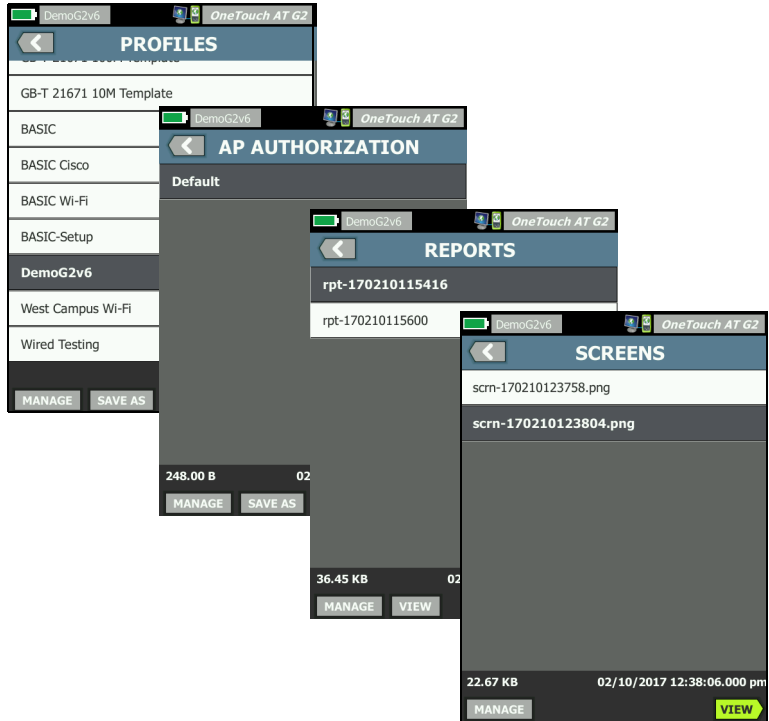 DemoG2v6 OneTouch AT G2
PROFILES
GB-T 21671 10M Template
BASIC
BASIC Cisco
BASIC Wi-Fi
BASIC-Setup
DemoG2v6
West Campus Wi-Fi
Wired Testing
MANAGE SAVE AS
DemoG2v6 OneTouch AT G2
AP AUTHORIZATION
Default
248.00 B 02
MANAGE SAVE AS
DemoG2v6 OneTouch AT G2
REPORTS
rpt-170210115416
rpt-170210115600
36.45 KB 02
MANAGE VIEW
DemoG2v6 OneTouch AT G2
SCREENS
scrn-170210123758.png
scrn-170210123804.png
22.67 KB 02/10/2017 12:38:06.000 pm
MANAGE VIEW